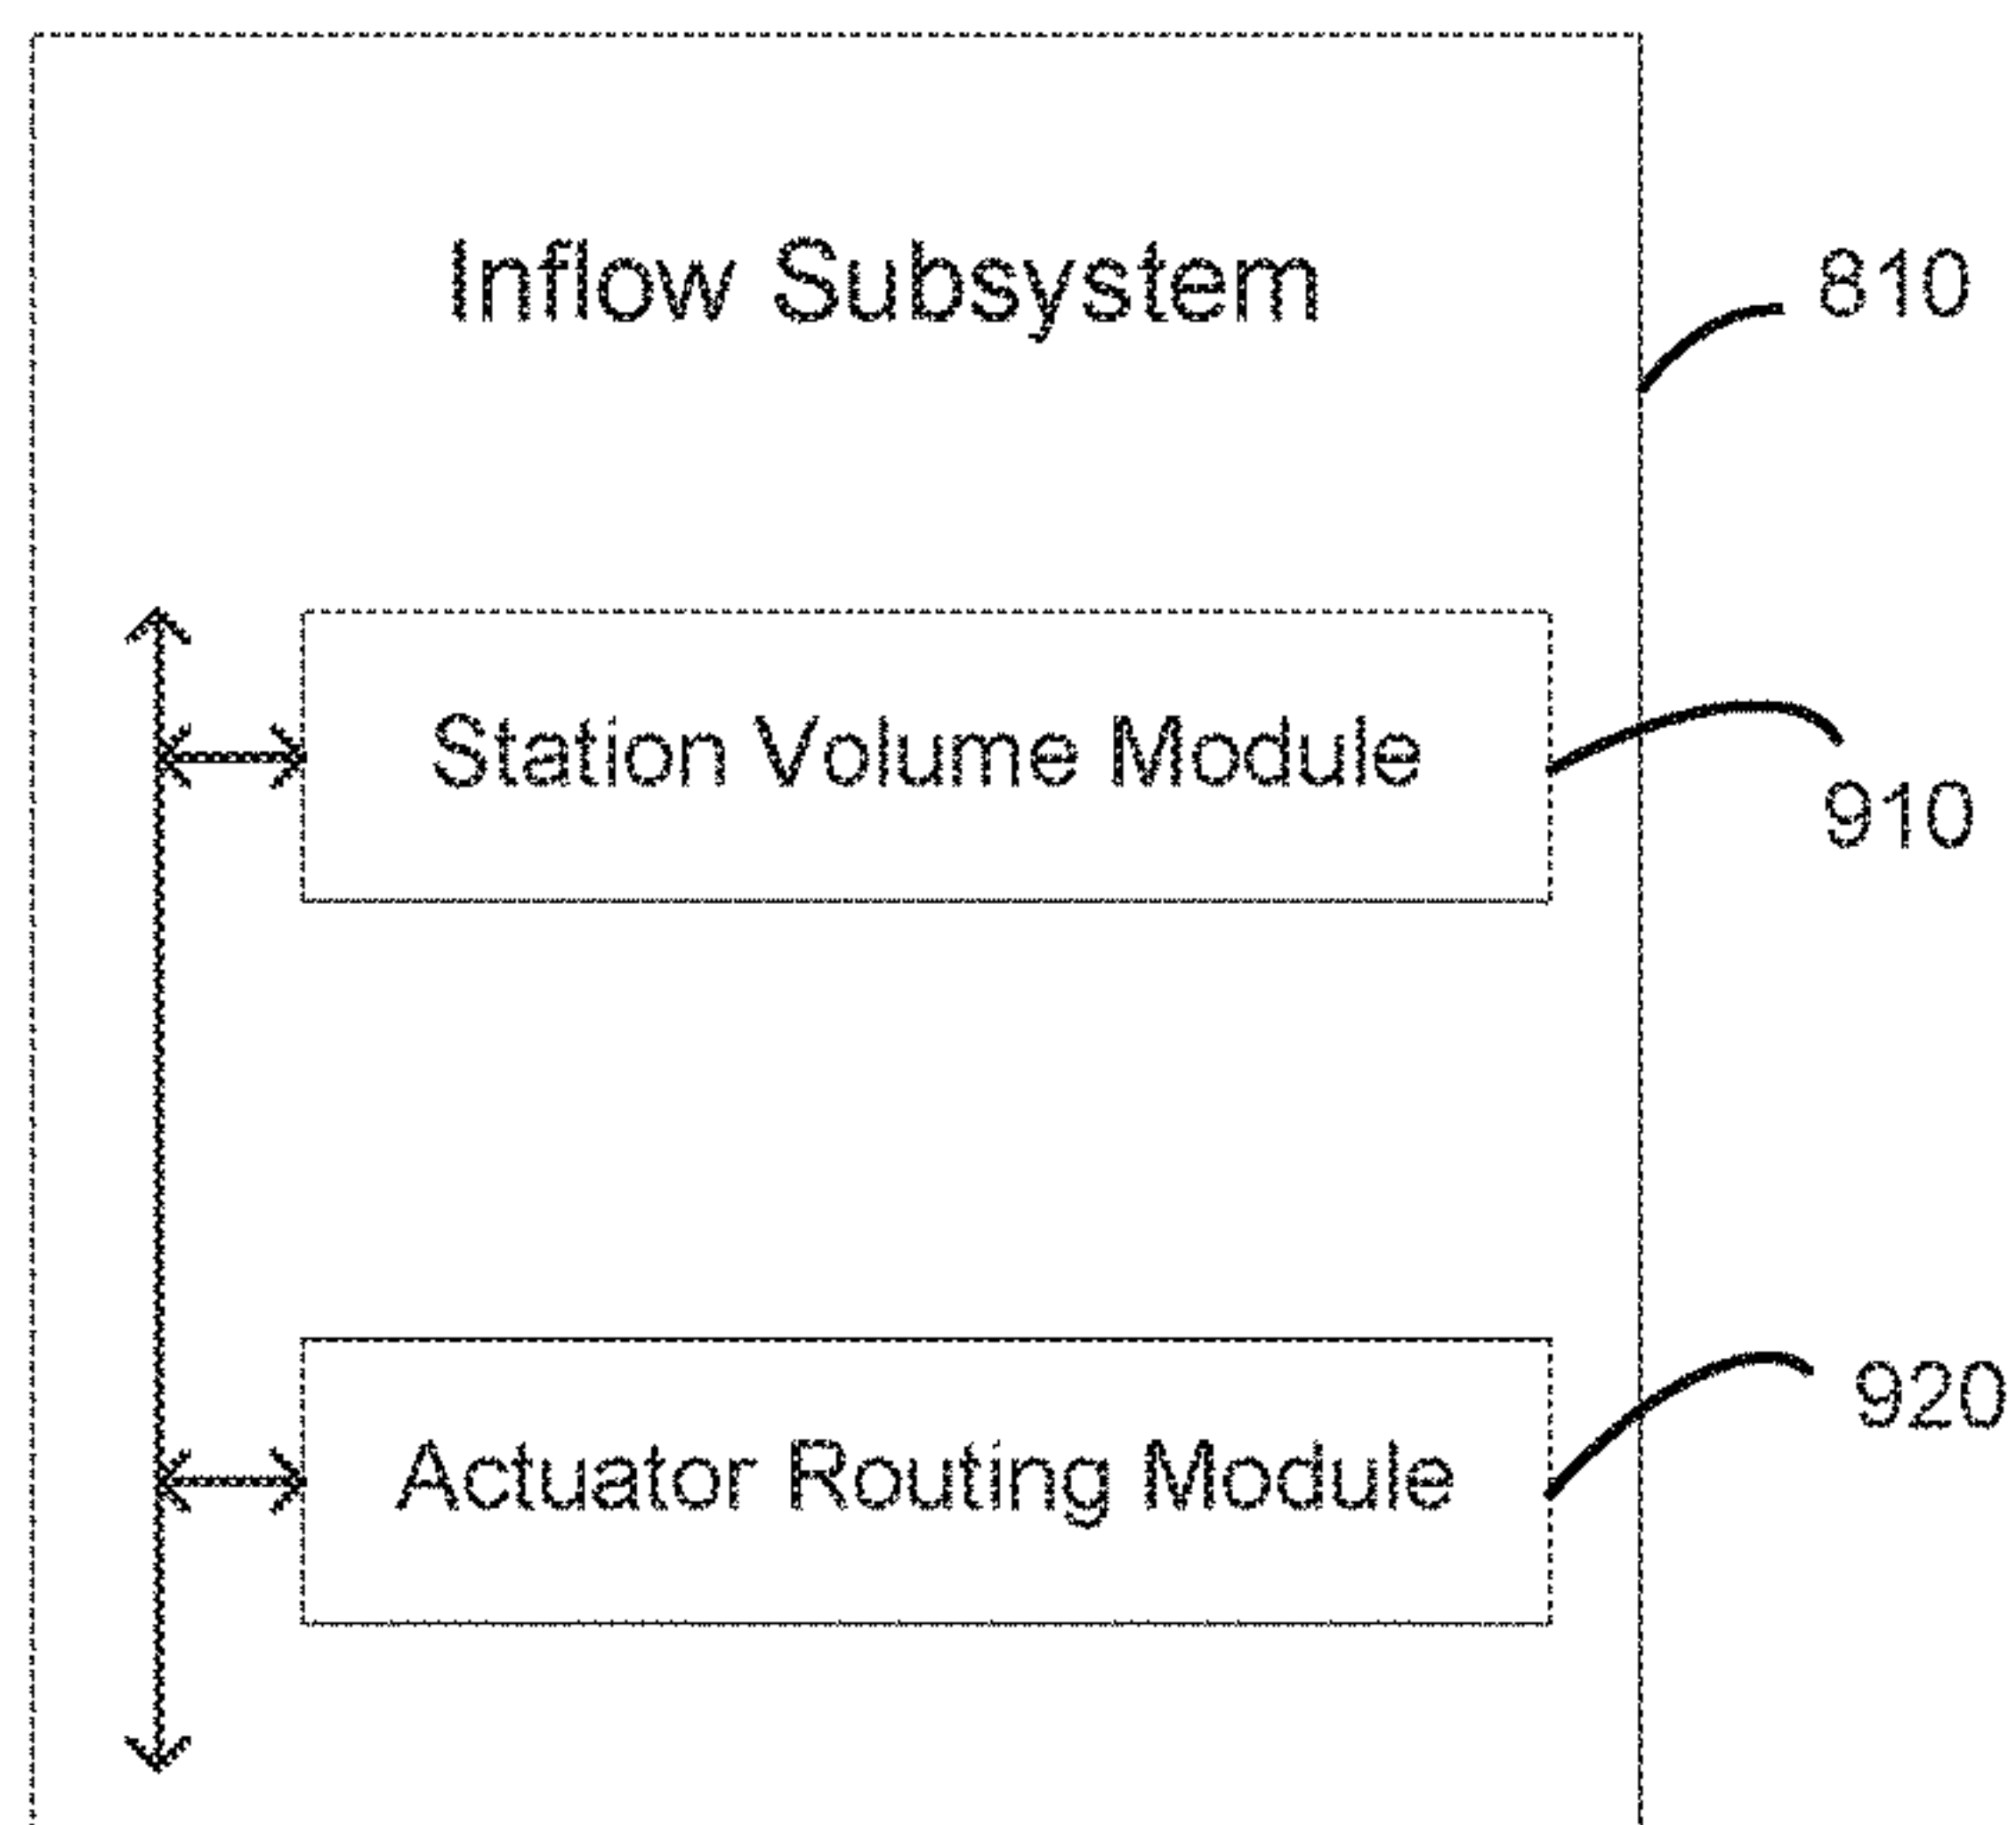 Inflow Subsystem
810
Station Volume Module
910
Actuator Routing Module
920